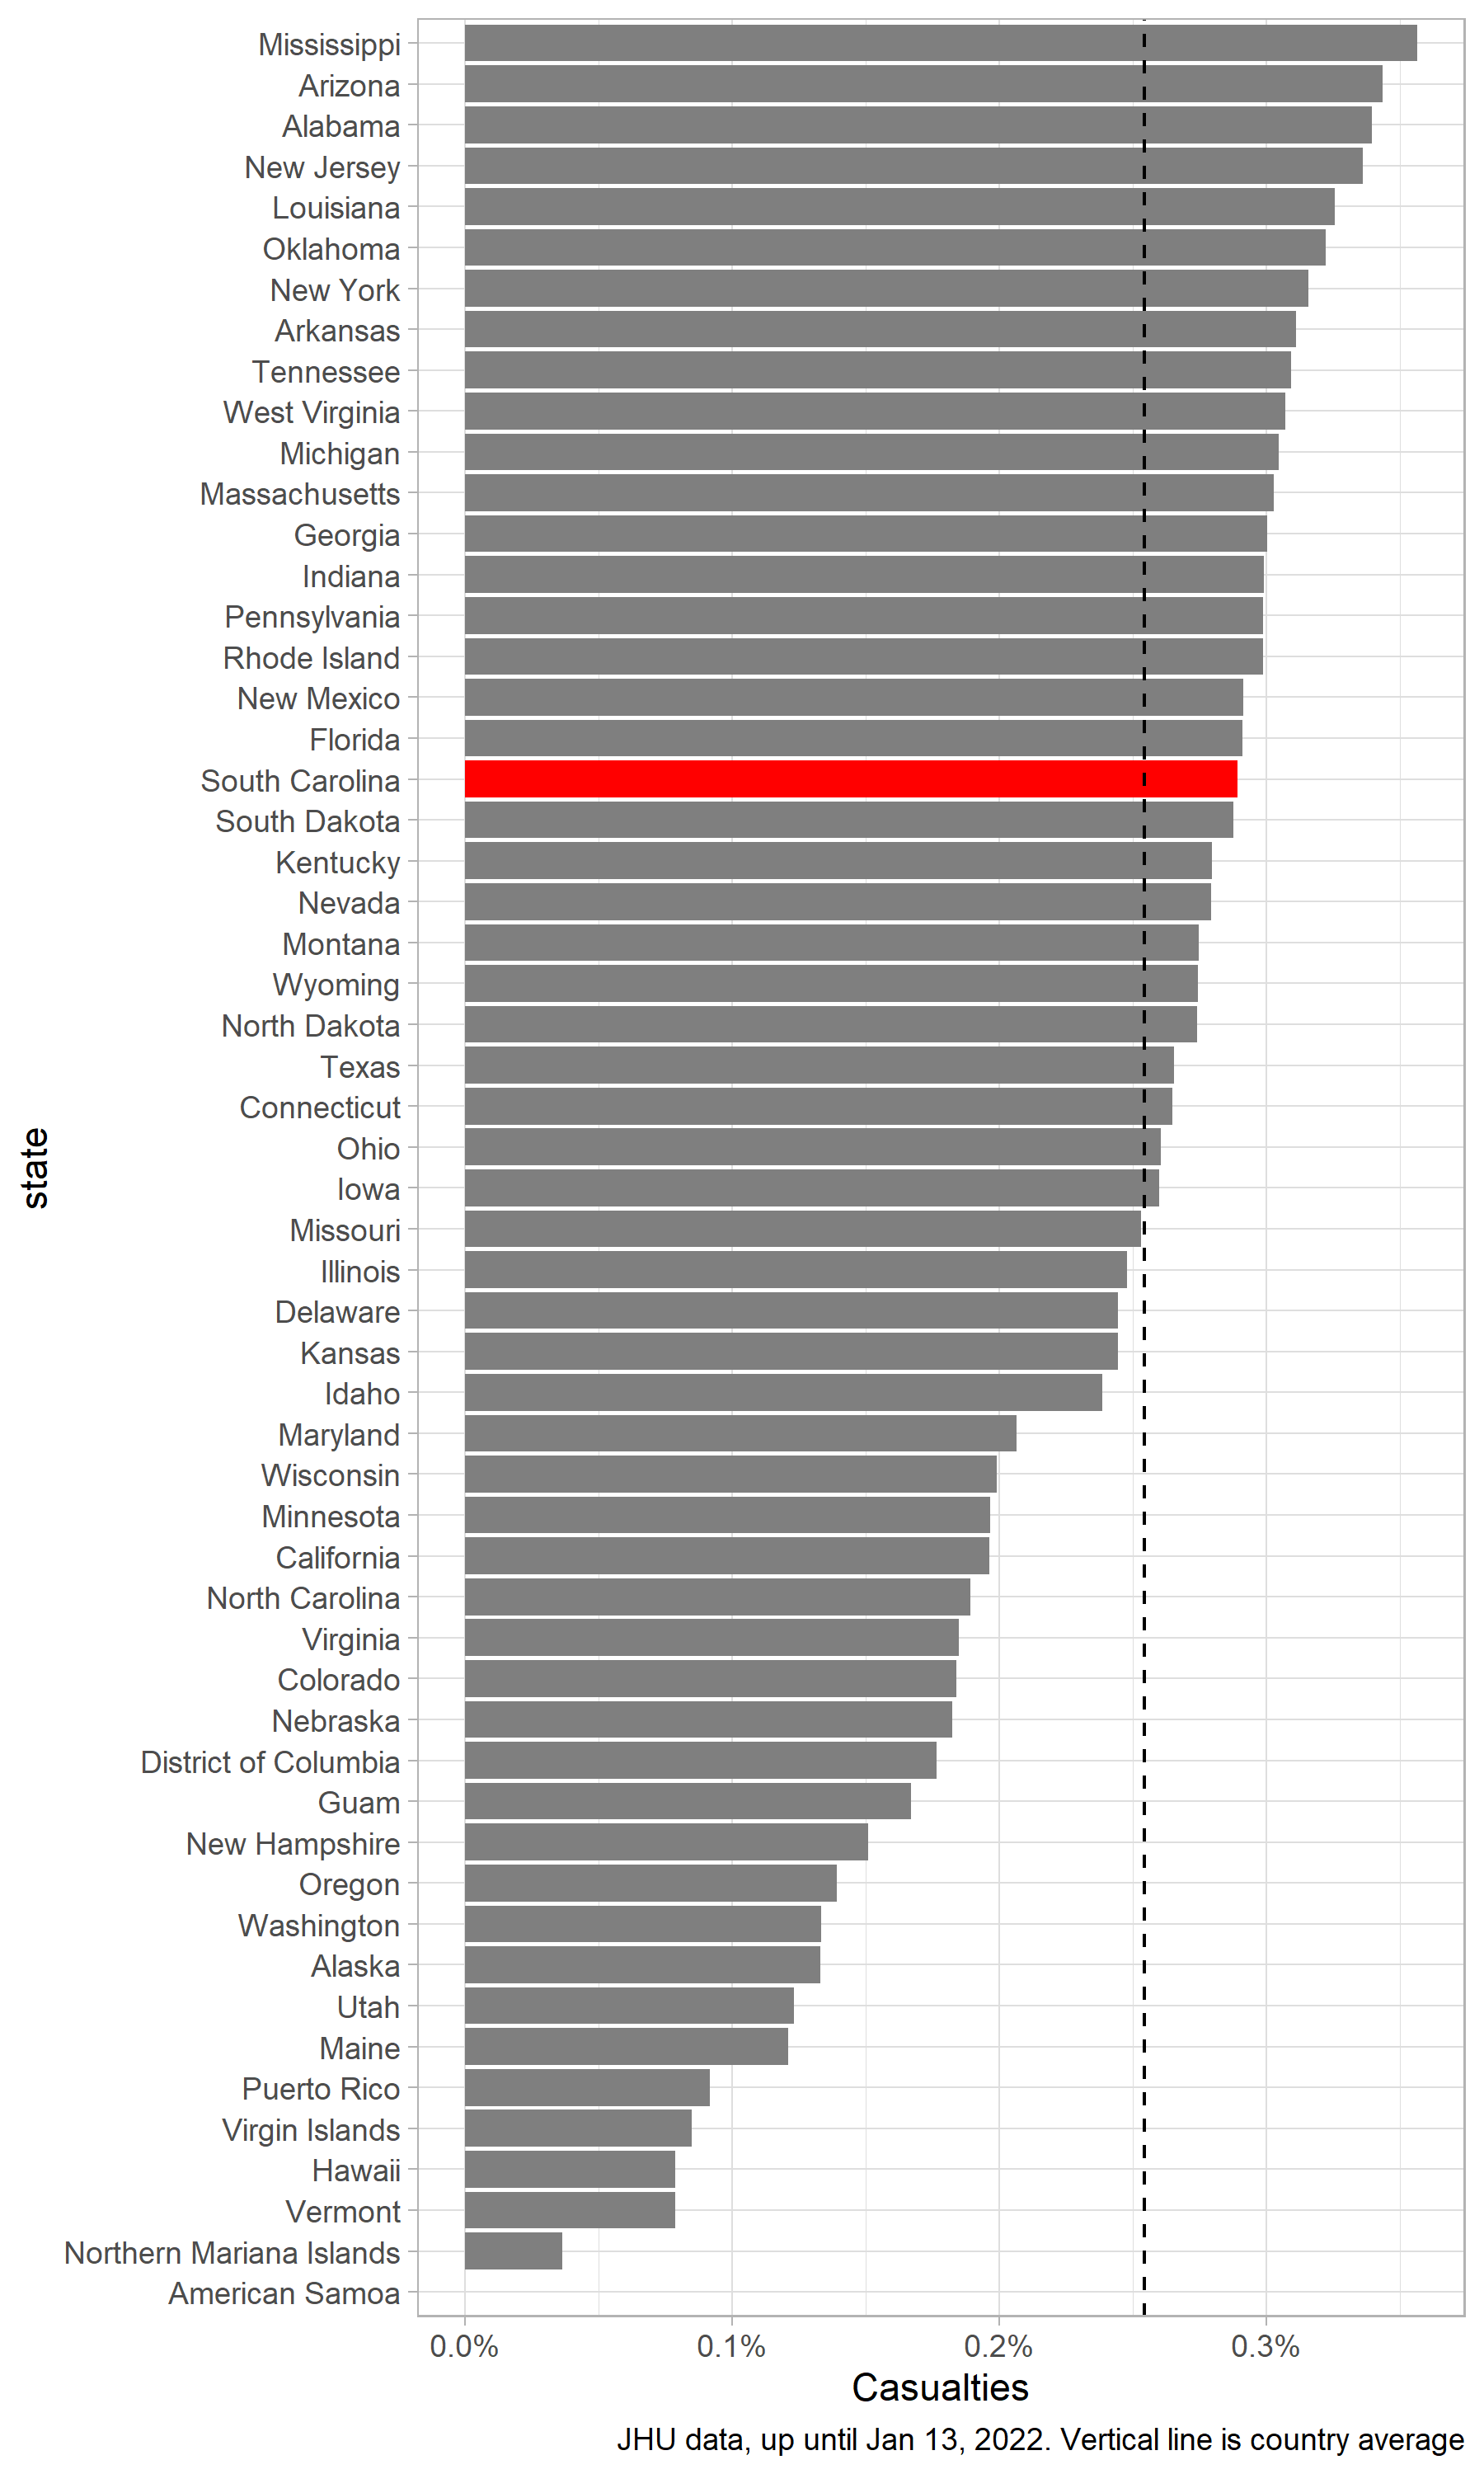 Mississippi
Arizona
Alabama
New Jersey
Louisiana
Oklahoma
New York
Arkansas
Tennessee
West Virginia
Michigan
Massachusetts
Georgia
Indiana
Pennsylvania
Rhode Island
New Mexico
Florida
South Carolina
South Dakota
Kentucky
Nevada
Montana
Wyoming
North Dakota
Texas
Connecticut
Ohio
Iowa
Missouri
Illinois
Delaware
Kansas
Idaho
Maryland
Wisconsin
Minnesota
California
North Carolina
Virginia
Colorado
Nebraska
District of Columbia
Guam
New Hampshire
Oregon
Washington
Alaska
Utah
Maine
Puerto Rico
Virgin Islands
Hawaii
Vermont
Northern Mariana Islands
American Samoa
state
0.0% 0.1% 0.2% 0.3%
Casualties
JHU data, up until Jan 13, 2022. Vertical line is country average